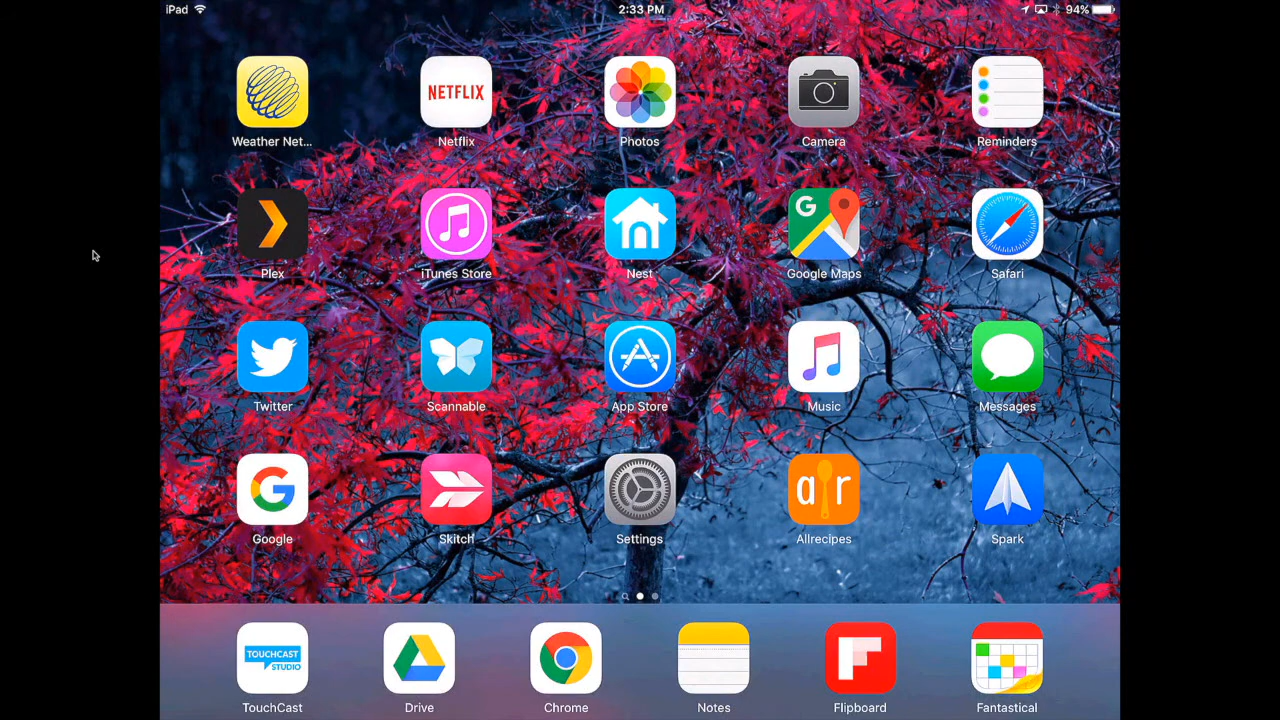 iPad 2:33 PM 94%
NETFLIX
Weather Net... Netflix Photos Camera Reminders
G
Plex iTunes Store Nest Google Maps Safari
Twitter Scannable App Store Music Messages
G a r
Google Skitch Settings Allrecipes Spark
TOUCHCAST
STUDIO
F
TouchCast Drive Chrome Notes Flipboard Fantastical